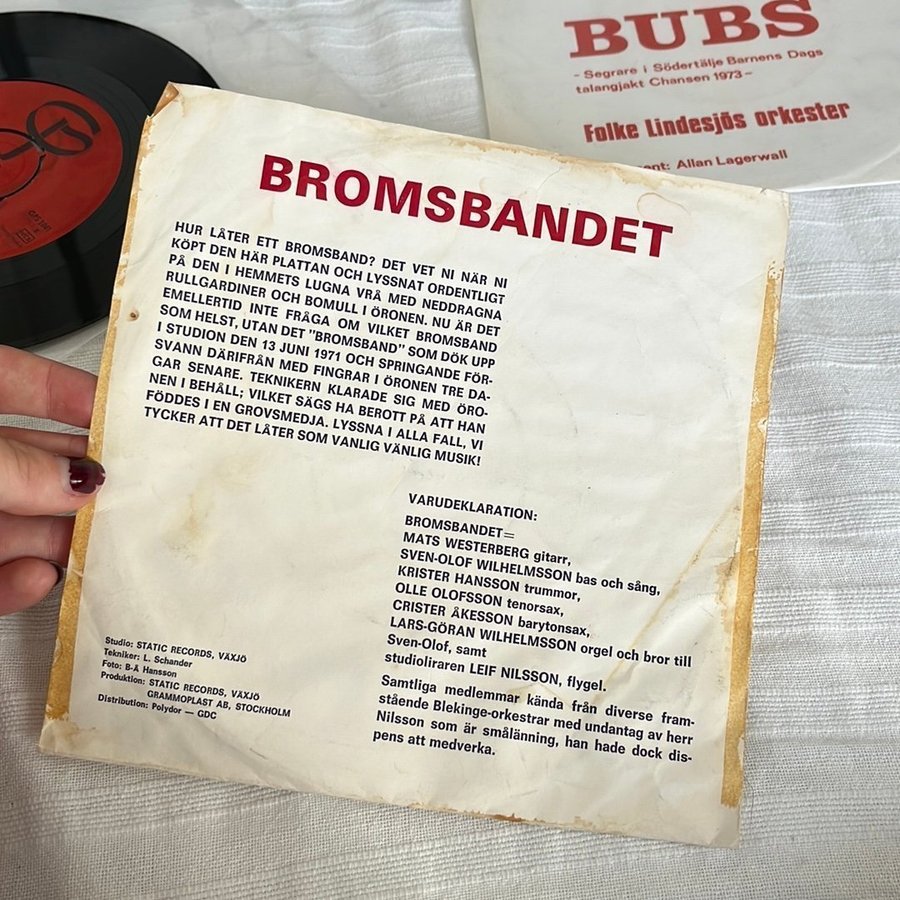 BUBS
- Segrare i Södertälje Barnens Dags
talangjakt Chansen 1973 -
Folke Lindesjös orkester
Allan Lagerwall
BROMSBANDET
HUR LÅTER ETT BROMSBAND? DET VET NI NÄR NI
KÖPT DEN HÄR PLATTAN OCH LYSSNAT ORDENTLIGT
PÅ DEN I HEMMETS LUGNA VRÅ MED NEDDRAGNA
RULLGARDINER OCH BOMULL I ÖRONEN. NU ÄR DET
EMELLERTID INTE FRÅGA OM VILKET BROMSBAND
SOM HELST, UTAN DET "BROMSBAND" SOM DÖK UPP
I STUDION DEN 13 JUNI 1971 OCH SPRINGANDE FÖR-
SVANN DÄRIFRÅN MED FINGRAR I ÖRONEN TRE DA-
GAR SENARE. TEKNIKERN KLARADE SIG MED ÖRO-
NEN I BEHÅLL; VILKET SÄGS HA BEROTT PÅ ATT HAN
FÖDDES I EN GROVSMEDJA. LYSSNA I ALLA FALL, VI
TYCKER ATT DET LÅTER SOM VANLIG VÄNLIG MUSIK!
VARUDEKLARATION:
BROMSBANDET=
MATS WESTERBERG gitarr,
SVEN-OLOF WILHELMSSON bas och sång,
KRISTER HANSSON trummor,
OLLE OLOFSSON tenorsax,
CRISTER ÅKESSON barytonsax,
LARS-GÖRAN WILHELMSSON orgel och bror till
Sven-Olof, samt
studioliraren LEIF NILSSON, flygel.
Samtliga medlemmar kända från diverse fram-
stående Blekinge-orkestrar med undantag av herr
Nilsson som är smålänning, han hade dock dis-
pens att medverka.
Studio: STATIC RECORDS, VÄXJÖ
Tekniker: L. Schander
Foto: B-Å Hansson
Produktion: STATIC RECORDS, VÄXJÖ
GRAMMOPLAST AB, STOCKHOLM
Distribution: Polydor — GDC